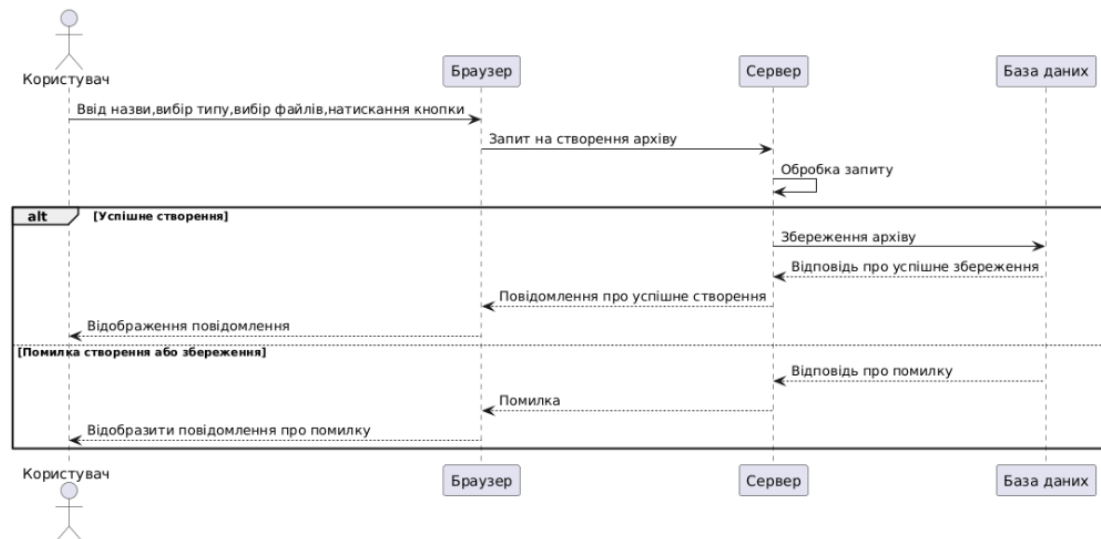 Користувач
Браузер
Сервер
База даних
Ввід назви,вибір типу,вибір файлів,натискання кнопки
Запит на створення архіву
Обробка запиту
alt [Успішне створення]
Збереження архіву
Відповідь про успішне збереження
Повідомлення про успішне створення
Відображення повідомлення
[Помилка створення або збереження]
Відповідь про помилку
Помилка
Відобразити повідомлення про помилку
Користувач
Браузер
Сервер
База даних